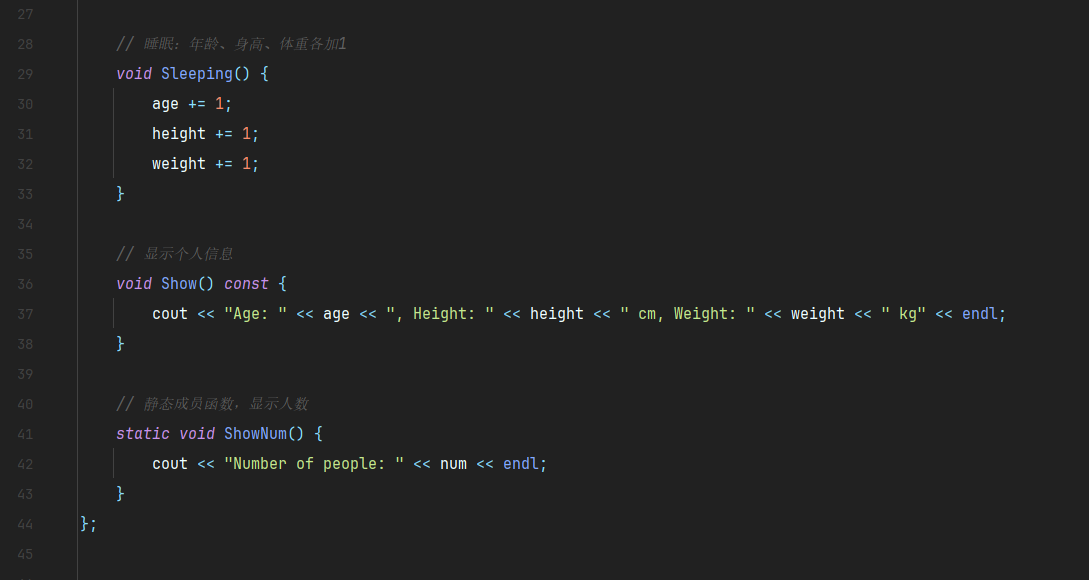 27
28 // 睡眠：年龄、身高、体重各加1
29 void Sleeping() {
30 age += 1;
31 height += 1;
32 weight += 1;
33 }
34
35 // 显示个人信息
36 void Show() const {
37 cout << "Age: " << age << ", Height: " << height << " cm, Weight: " << weight << " kg" << endl;
38 }
39
40 // 静态成员函数，显示人数
41 static void ShowNum() {
42 cout << "Number of people: " << num << endl;
43 }
44 };
45